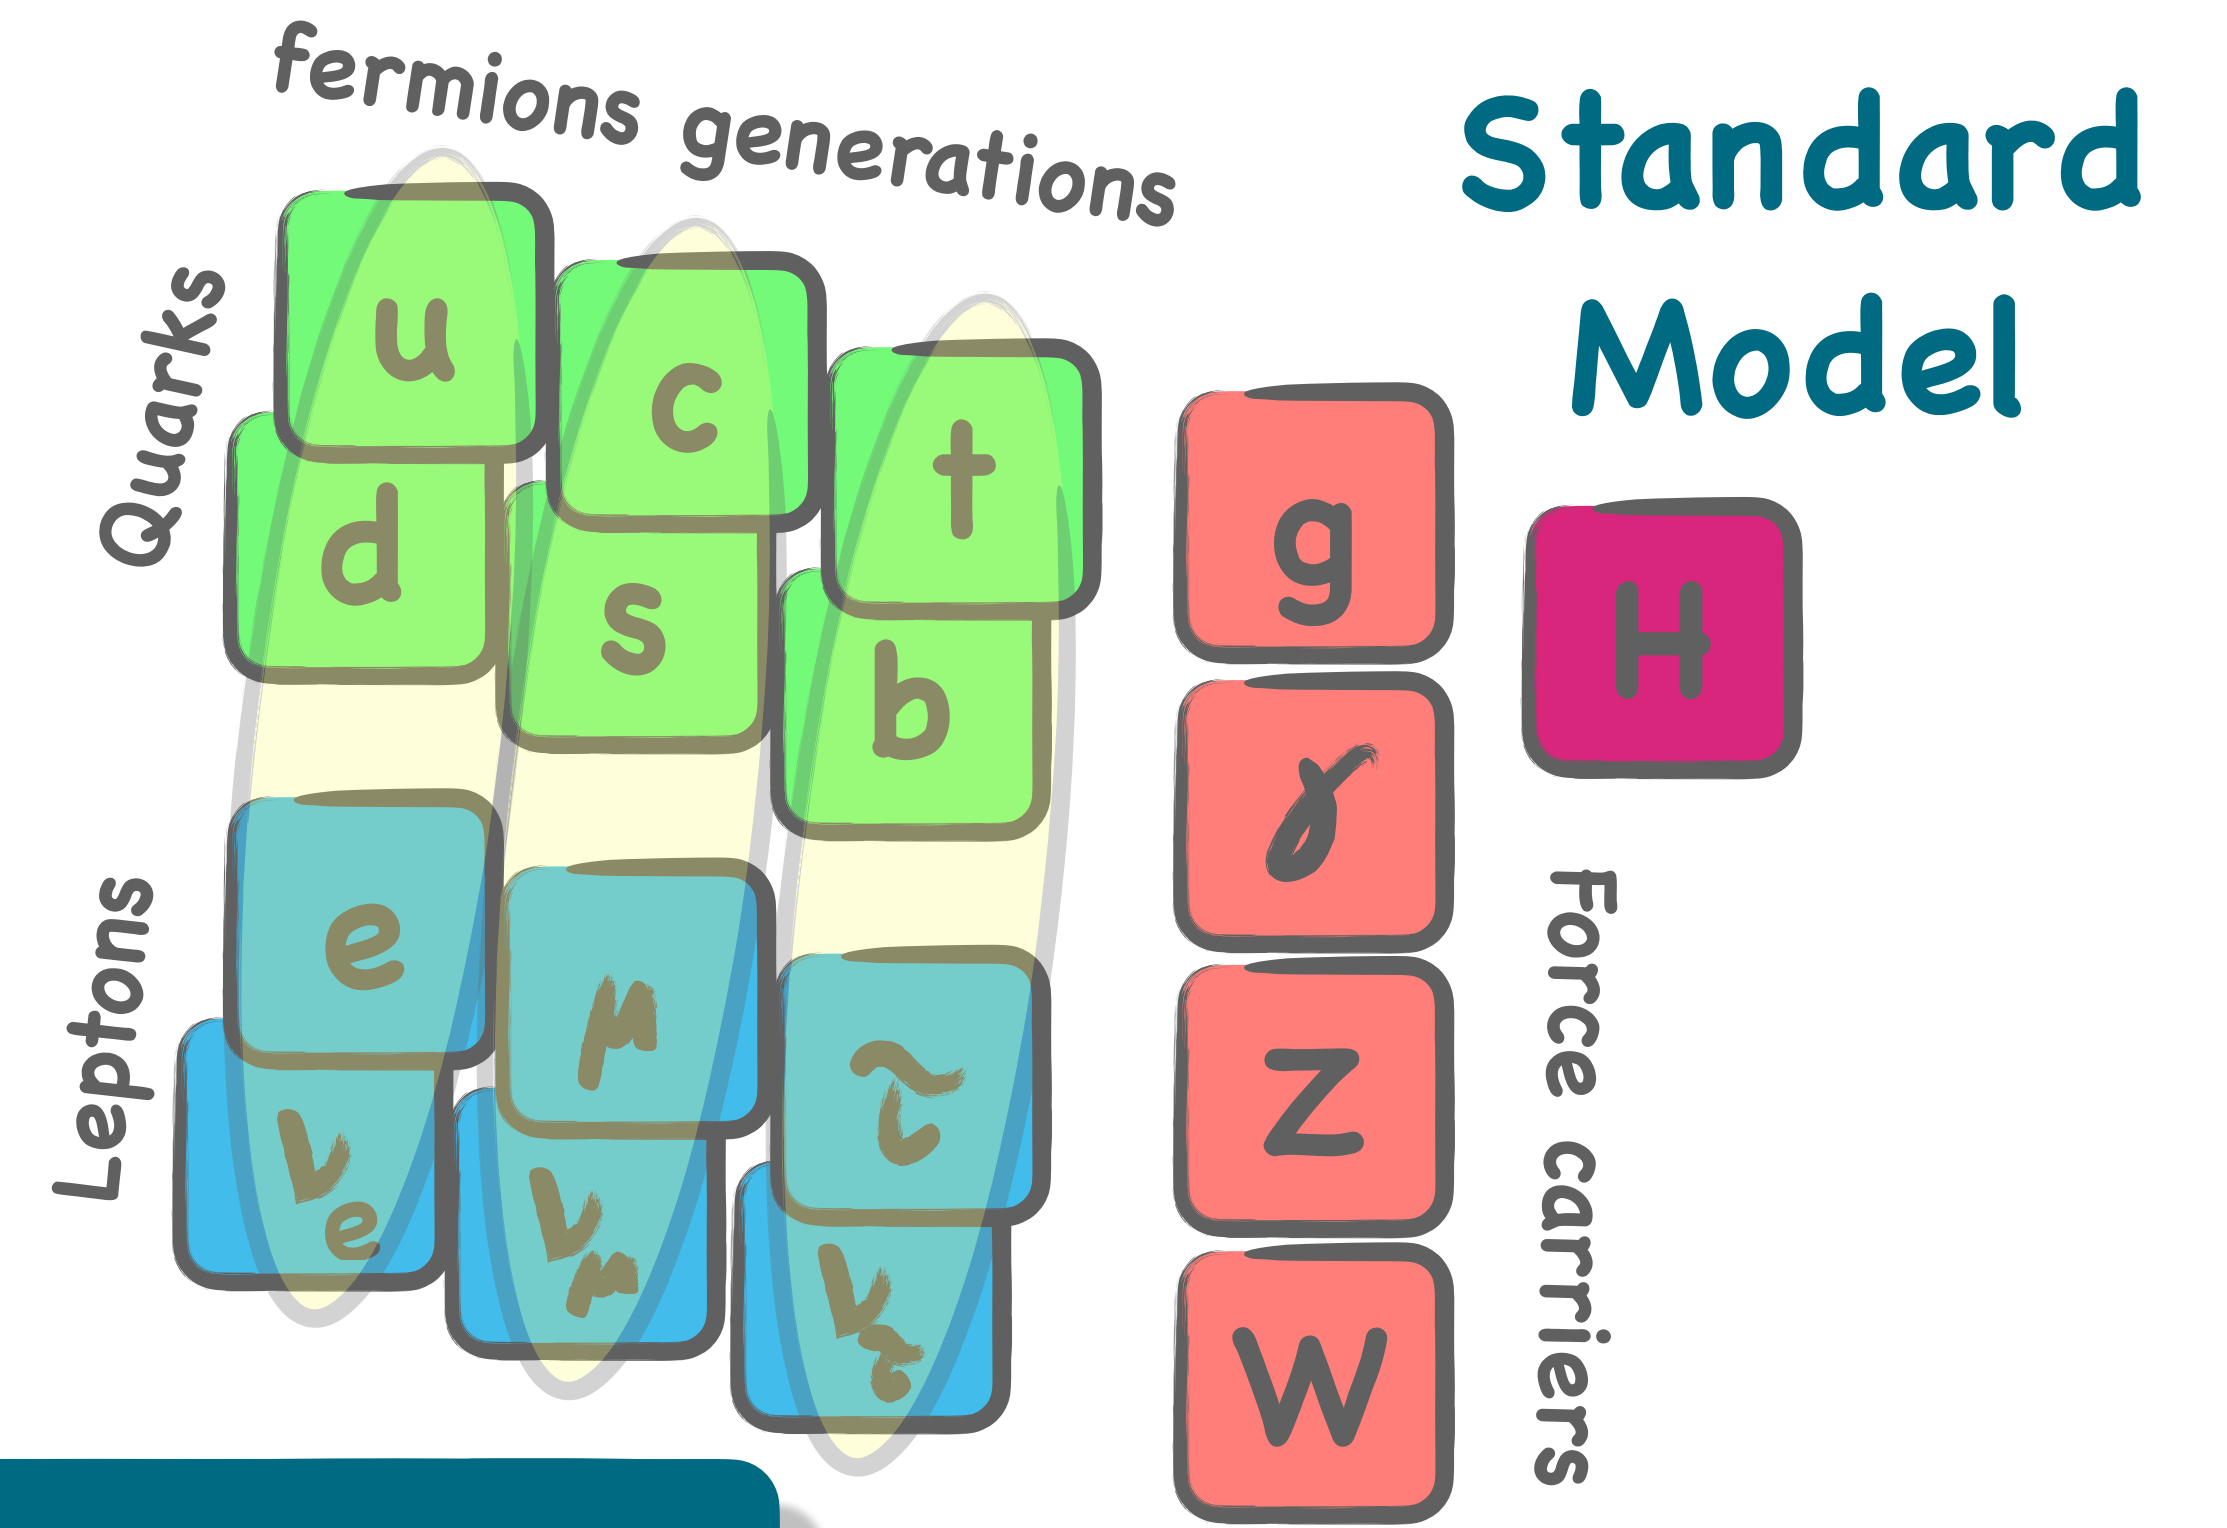 fermions generations
Standard
Model
Quarks
u
c
t
d
s
b
Leptons
e
μ
τ
νe
νμ
ντ
g
γ
Z
W
H
Force carriers